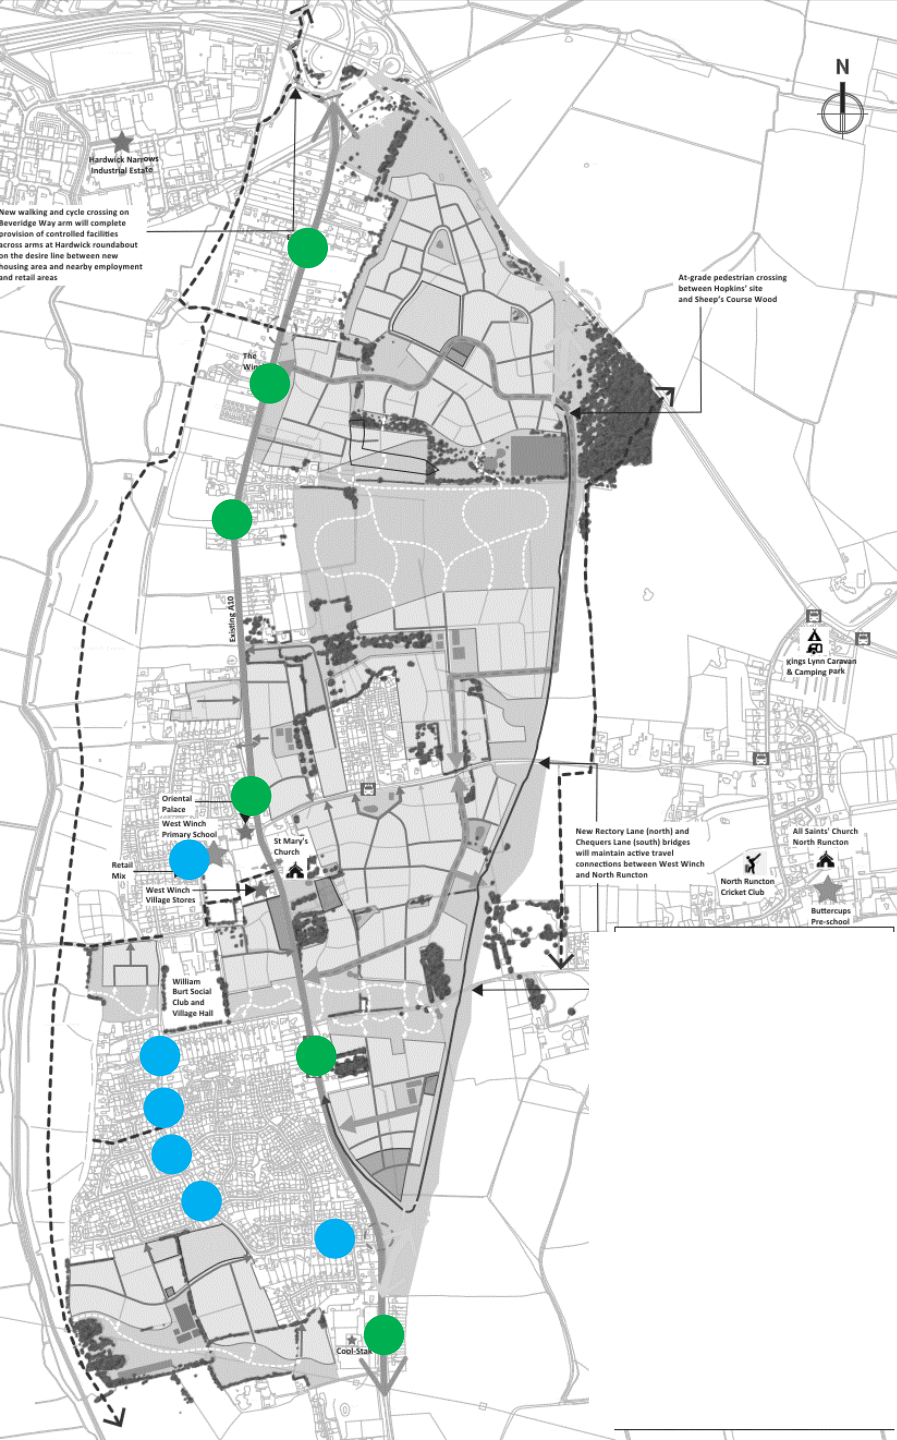 N
Hardwick Narrows
Industrial Estate
New walking and cycle crossing on
Beveridge Way arm will complete
provision of controlled facilities
across arms at Hardwick roundabout
on the desire line between new
housing area and nearby employment
and retail areas
At-grade pedestrian crossing
between Hopkins' site
and Sheep's Course Wood
The
Existing A10
Kings Lynn Caravan
& Camping Park
Oriental
Palace
West Winch
Primary School
St Mary's
Church
Retail
Mix
West Winch
Village Stores
New Rectory Lane (north) and
Chequers Lane (south) bridges
will maintain active travel
connections between West Winch
and North Runcton
All Saints' Church
North Runcton
North Runcton
Cricket Club
Buttercups
Pre-school
William
Burt Social
Club and
Village Hall
Cool-Stak